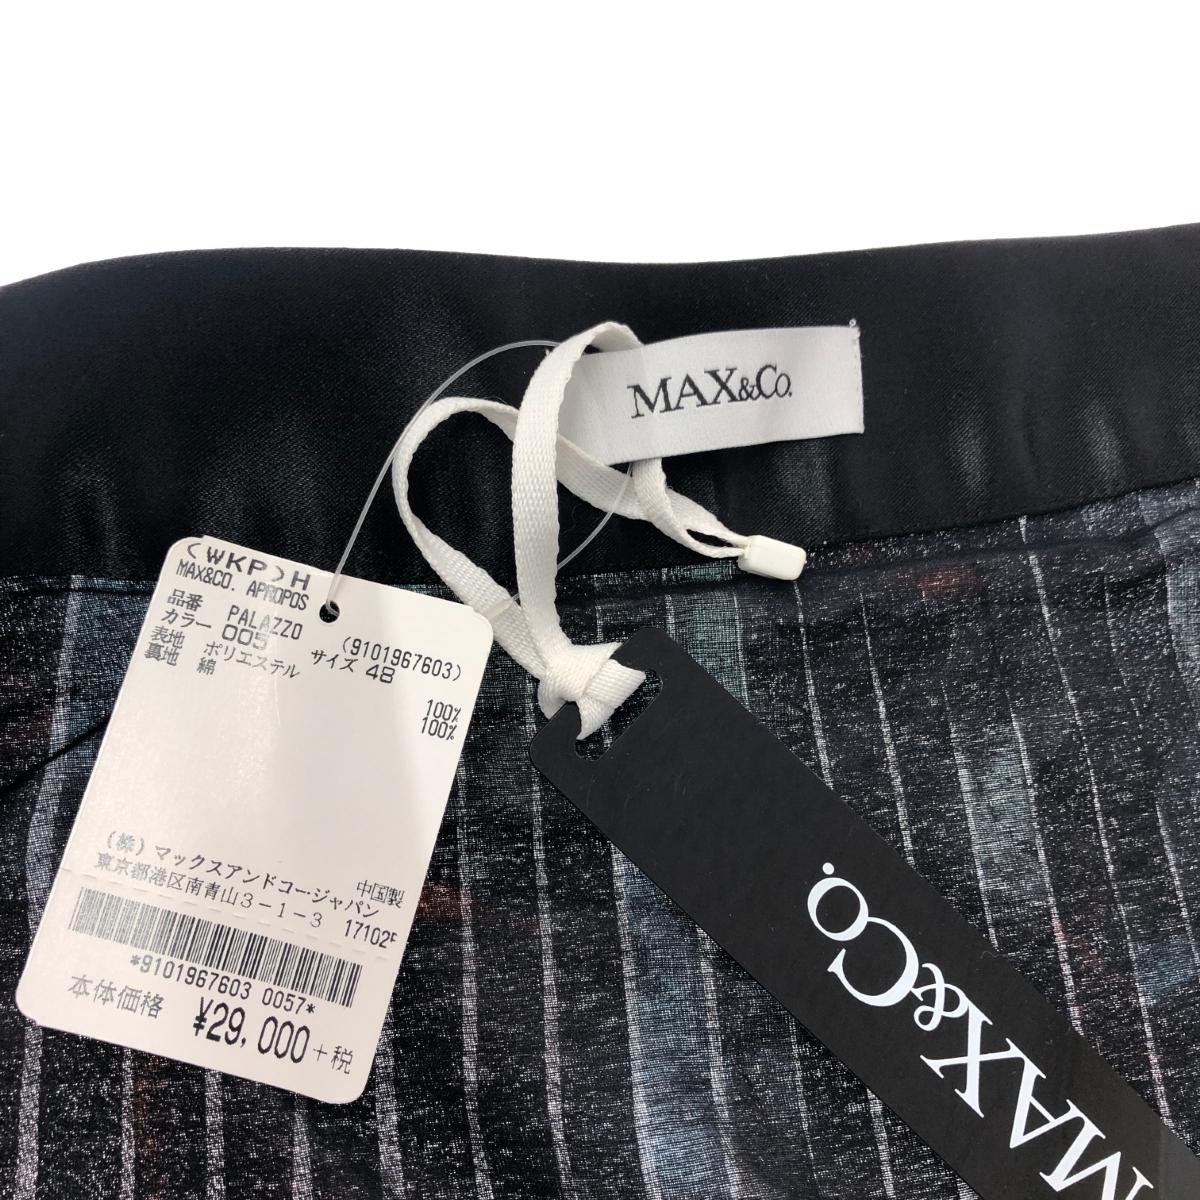 MAX&Co.
(WKP)H
MAX&CO. APROPOS
品番 PALAZZO (9101967603)
カラー 005 サイズ 48
表地 ポリエステル 100%
裏地 綿 100%
中国製
(株)マックスアンドコー・ジャパン
東京都港区南青山3-1-3 17102F
*9101967603 0057*
本体価格 ¥29,000+税
MAX&Co.